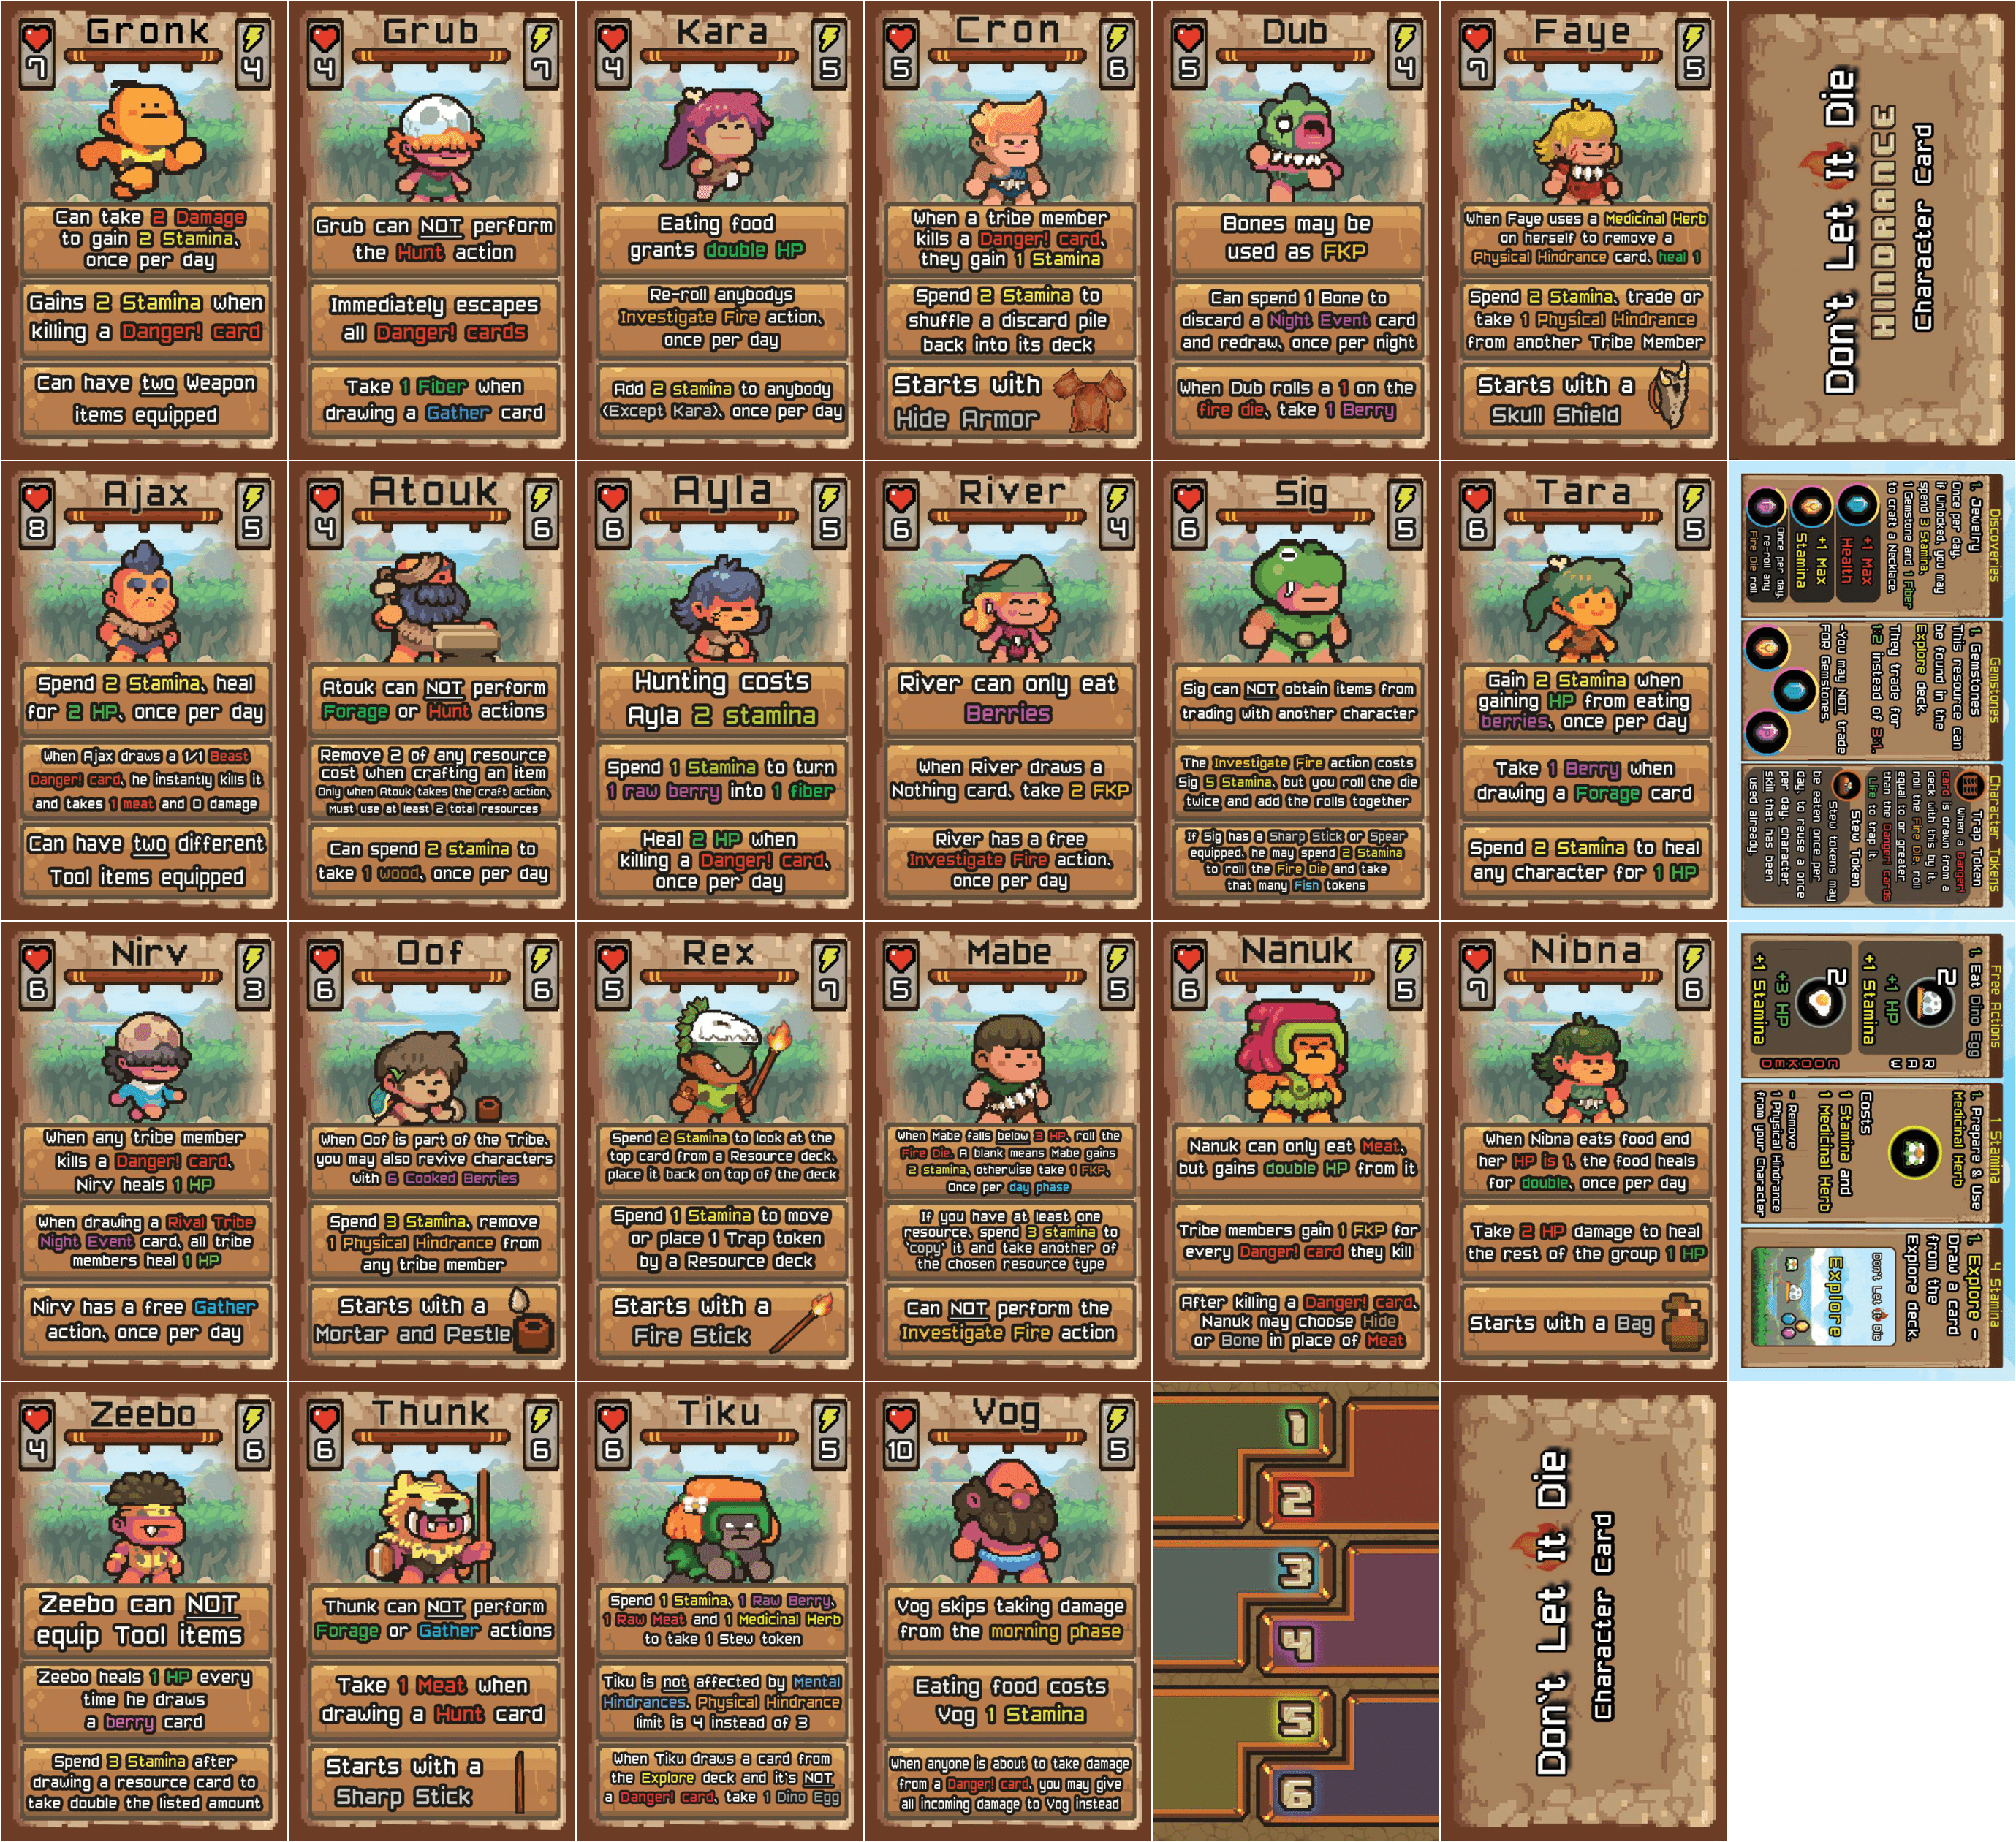 Gronk
7
4
Can take 2 Damage
to gain 2 Stamina,
once per day
Gains 2 Stamina when
killing a Danger! card
Can have two Weapon
items equipped
Grub
4
7
Grub can NOT perform
the Hunt action
Immediately escapes
all Danger! cards
Take 1 Fiber when
drawing a Gather card
Kara
4
5
Eating food
grants double HP
Re-roll anybodys
Investigate Fire action,
once per day
Add 2 stamina to anybody
(Except Kara), once per day
Cron
5
6
When a tribe member
kills a Danger! card,
they gain 1 Stamina
Spend 2 Stamina to
shuffle a discard pile
back into its deck
Starts with
Hide Armor
Dub
5
4
Bones may be
used as FKP
Can spend 1 Bone to
discard a Night Event card
and redraw, once per night
When Dub rolls a 1 on the
fire die, take 1 Berry
Faye
7
5
When Faye uses a Medicinal Herb
on herself to remove a
Physical Hindrance card, heal 1
Spend 2 Stamina, trade or
take 1 Physical Hindrance
from another Tribe Member
Starts with a
Skull Shield
Don't Let It Die
HINDRANCE
Character Card
Ajax
8
5
Spend 2 Stamina, heal
for 2 HP, once per day
When Ajax draws a 1/1 Beast
Danger! card, he instantly kills it
and takes 1 meat and 0 damage
Can have two different
Tool items equipped
Atouk
4
6
Atouk can NOT perform
Forage or Hunt actions
Remove 2 of any resource
cost when crafting an item
Only when Atouk takes the craft action.
Must use at least 2 total resources
Can spend 2 stamina to
take 1 wood, once per day
Ayla
6
5
Hunting costs
Ayla 2 stamina
Spend 1 Stamina to turn
1 raw berry into 1 fiber
Heal 2 HP when
killing a Danger! card,
once per day
River
6
4
River can only eat
Berries
When River draws a
Nothing card, take 2 FKP
River has a free
Investigate Fire action,
once per day
Sig
6
5
Sig can NOT obtain items from
trading with another character
The Investigate Fire action costs
Sig 5 Stamina, but you roll the die
twice and add the rolls together
If Sig has a Sharp Stick or Spear
equipped, he may spend 2 Stamina
to roll the Fire Die and take
that many Fish tokens
Tara
6
5
Gain 2 Stamina when
gaining HP from eating
berries, once per day
Take 1 Berry when
drawing a Forage card
Spend 2 Stamina to heal
any character for 1 HP
Discoveries
1. Jewelry
Once per day,
if Unlocked, you may
spend 3 Stamina,
1 Gemstone and 1 Fiber
to craft a Necklace.
+1 Max
Health
+1 Max
Stamina
Once per day,
re-roll any
Fire Die roll.
Gemstones
1. Gemstones
This resource can
be found in the
Explore deck.
They trade for
1:2 instead of 3:1.
-You may NOT trade
FOR Gemstones.
Character Tokens
Trap Token
When a Danger!
card is drawn from a
deck with this by it,
roll the Fire Die, roll
equal to or greater
than the Danger! cards
Life to trap it.
Stew Token
Stew tokens may
be eaten once per
day, to reuse a once
per day, character
skill that has been
used already.
Nirv
6
3
When any tribe member
kills a Danger! card,
Nirv heals 1 HP
When drawing a Rival Tribe
Night Event card, all tribe
members heal 1 HP
Nirv has a free Gather
action, once per day
Oof
6
6
When Oof is part of the Tribe,
you may also revive characters
with 6 Cooked Berries
Spend 3 Stamina, remove
1 Physical Hindrance from
any tribe member
Starts with a
Mortar and Pestle
Rex
5
7
Spend 2 Stamina to look at the
top card from a Resource deck,
place it back on top of the deck
Spend 1 Stamina to move
or place 1 Trap token
by a Resource deck
Starts with a
Fire Stick
Mabe
5
5
When Mabe falls below 3 HP, roll the
Fire Die. A blank means Mabe gains
2 stamina, otherwise take 1 FKP.
Once per day phase
If you have at least one
resource, spend 3 stamina to
'copy' it and take another of
the chosen resource type
Can NOT perform the
Investigate Fire action
Nanuk
6
5
Nanuk can only eat Meat,
but gains double HP from it
Tribe members gain 1 FKP for
every Danger! card they kill
After killing a Danger! card,
Nanuk may choose Hide
or Bone in place of Meat
Nibna
7
6
When Nibna eats food and
her HP is 1, the food heals
for double, once per day
Take 2 HP damage to heal
the rest of the group 1 HP
Starts with a Bag
Free Actions
1. Eat Dino Egg
2
+1 HP
+1 Stamina
RAW
2
+3 HP
+1 Stamina
COOKED
1 Stamina
1. Prepare & Use
Medicinal Herb
Costs
1 Stamina and
1 Medicinal Herb
- Remove
1 Physical Hindrance
from your Character
4 Stamina
1. Explore -
Draw a card
from the
Explore deck.
Don't Let It Die
Explore
Zeebo
4
6
Zeebo can NOT
equip Tool items
Zeebo heals 1 HP every
time he draws
a berry card
Spend 3 Stamina after
drawing a resource card to
take double the listed amount
Thunk
6
6
Thunk can NOT perform
Forage or Gather actions
Take 1 Meat when
drawing a Hunt card
Starts with a
Sharp Stick
Tiku
6
5
Spend 1 Stamina, 1 Raw Berry,
1 Raw Meat and 1 Medicinal Herb
to take 1 Stew token
Tiku is not affected by Mental
Hindrances. Physical Hindrance
limit is 4 instead of 3
When Tiku draws a card from
the Explore deck and it's NOT
a Danger! card, take 1 Dino Egg
Vog
10
5
Vog skips taking damage
from the morning phase
Eating food costs
Vog 1 Stamina
When anyone is about to take damage
from a Danger! card, you may give
all incoming damage to Vog instead
1
2
3
4
5
6
Don't Let It Die
Character Card